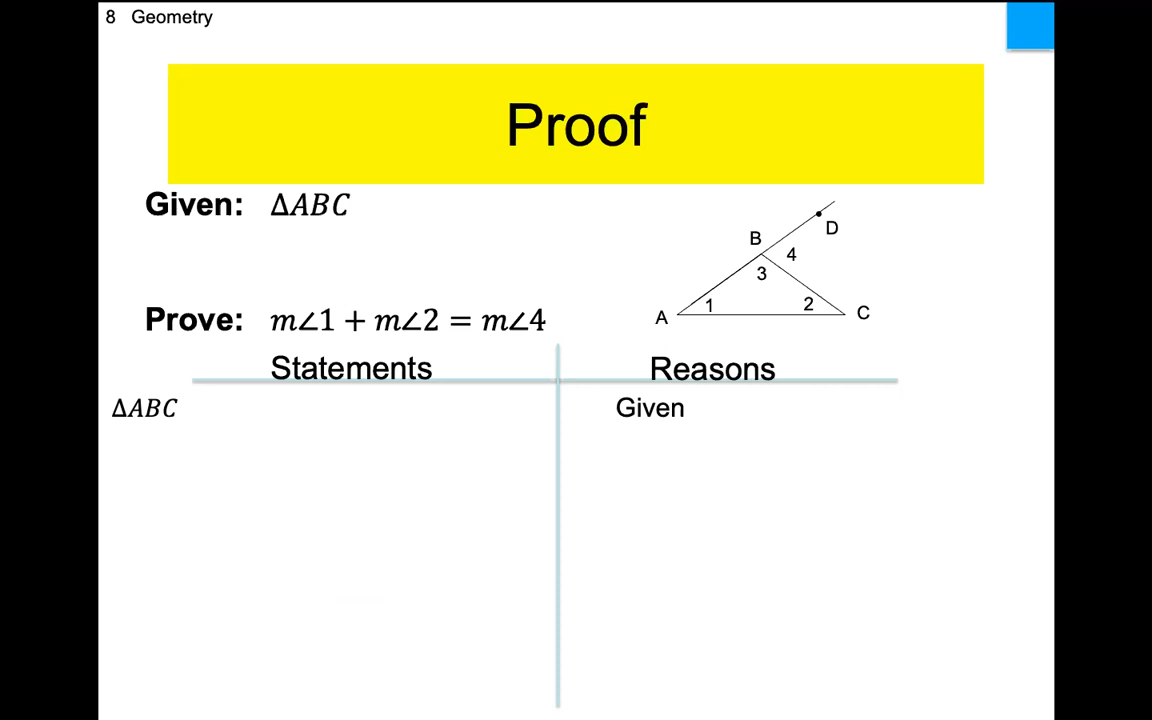 8 Geometry
Proof
Given: ΔABC
B
D
4
3
Prove: m∠1 + m∠2 = m∠4
A
1
2
C
Statements Reasons
ΔABC Given